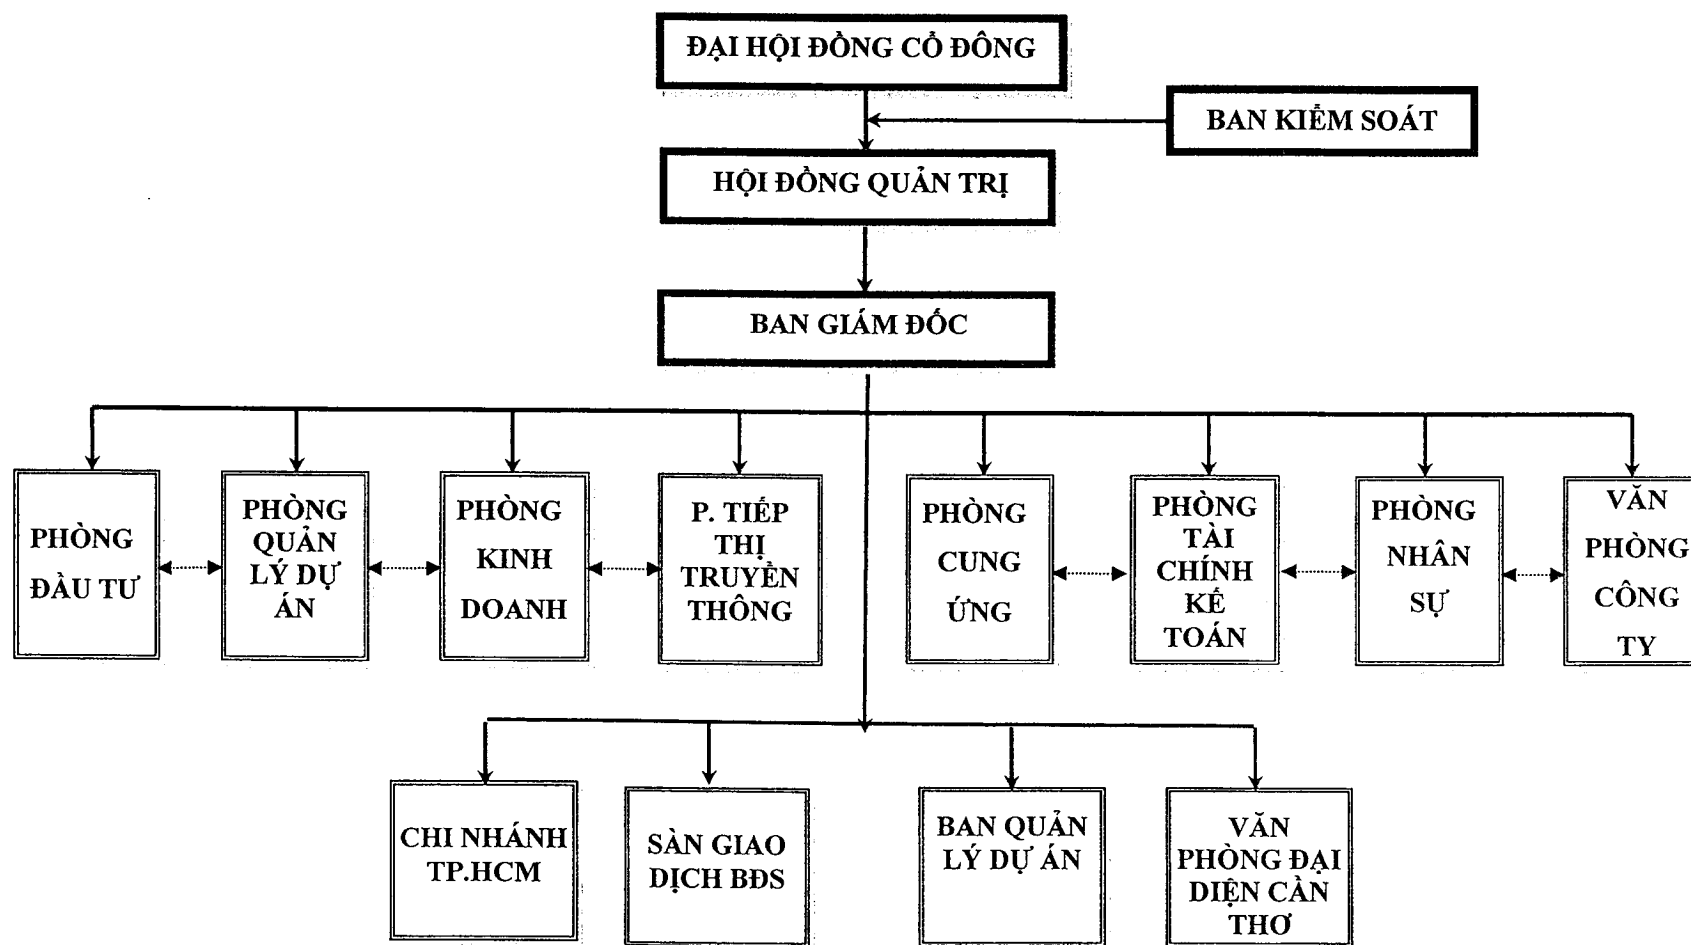 ĐẠI HỘI ĐỒNG CỔ ĐÔNG
BAN KIỂM SOÁT
HỘI ĐỒNG QUẢN TRỊ
BAN GIÁM ĐỐC
PHÒNG
ĐẦU TƯ
PHÒNG
QUẢN
LÝ DỰ
ÁN
PHÒNG
KINH
DOANH
P. TIẾP
THỊ
TRUYỀN
THÔNG
PHÒNG
CUNG
ỨNG
PHÒNG
TÀI
CHÍNH
KẾ
TOÁN
PHÒNG
NHÂN
SỰ
VĂN
PHÒNG
CÔNG
TY
CHI NHÁNH
TP.HCM
SÀN GIAO
DỊCH BĐS
BAN QUẢN
LÝ DỰ ÁN
VĂN
PHÒNG ĐẠI
DIỆN CẦN
THƠ